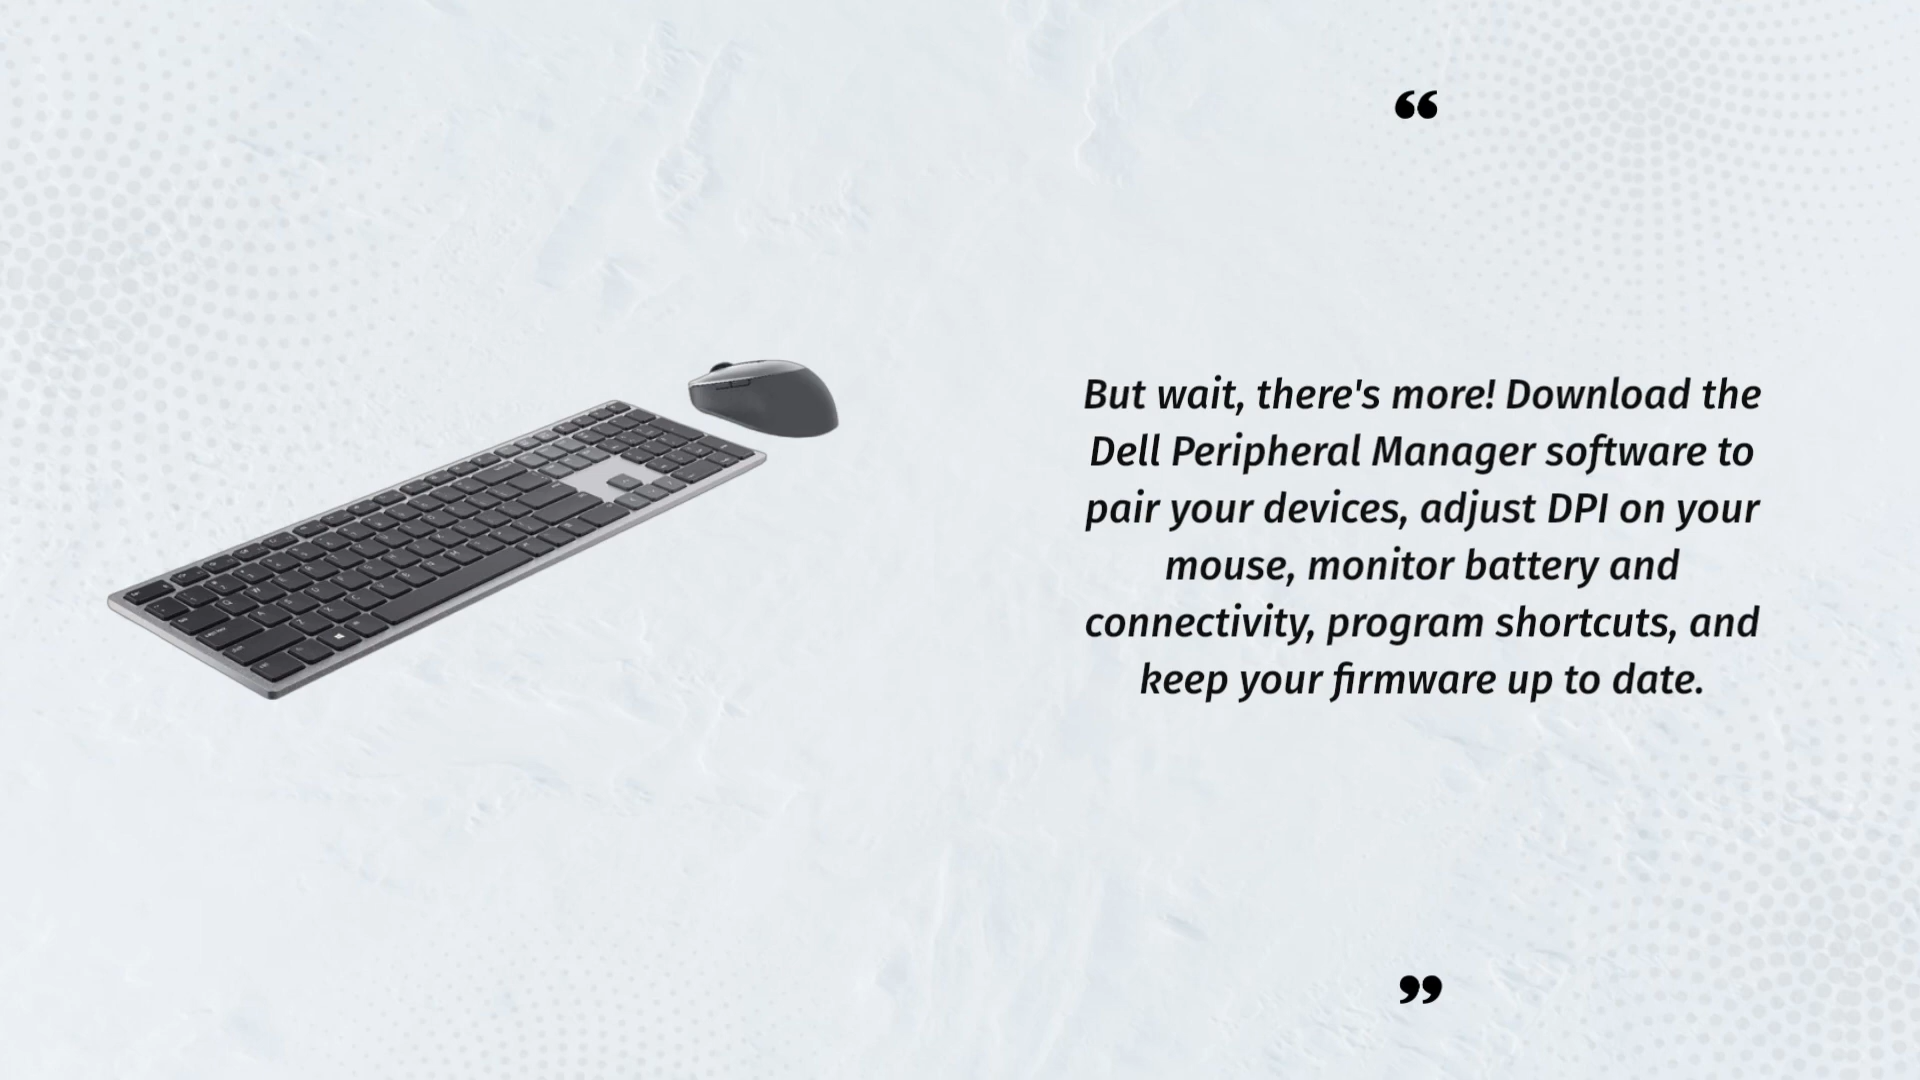 “
But wait, there's more! Download the
Dell Peripheral Manager software to
pair your devices, adjust DPI on your
mouse, monitor battery and
connectivity, program shortcuts, and
keep your firmware up to date.
”